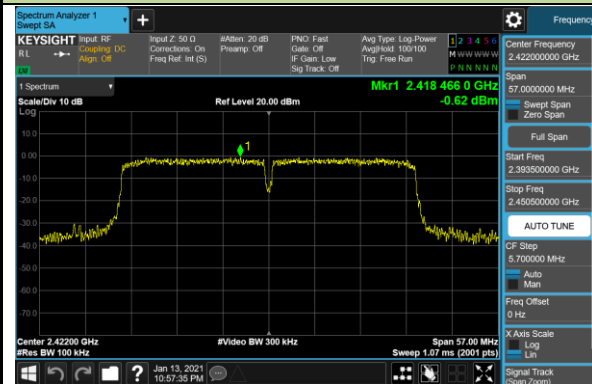 Spectrum Analyzer 1
Swept SA
Frequency
KEYSIGHT
RL
Input: RF
Coupling: DC
Align: Off
Input Z: 50 Ω
Corrections: On
Freq Ref: Int (S)
#Atten: 20 dB
Preamp: Off
PNO: Fast
Gate: Off
IF Gain: Low
Sig Track: Off
Avg Type: Log-Power
Avg|Hold: 100/100
Trig: Free Run
1 2 3 4 5 6
M W W W W W
P N N N N N
1 Spectrum
Scale/Div 10 dB
Log
Ref Level 20.00 dBm
Mkr1 2.418 466 0 GHz
-0.62 dBm
10.0
0.00
-10.0
-20.0
-30.0
-40.0
-50.0
-60.0
-70.0
1
Center 2.42200 GHz
#Res BW 100 kHz
#Video BW 300 kHz
Span 57.00 MHz
Sweep 1.07 ms (2001 pts)
Center Frequency
2.422000000 GHz
Span
57.0000000 MHz
Swept Span
Zero Span
Full Span
Start Freq
2.393500000 GHz
Stop Freq
2.450500000 GHz
AUTO TUNE
CF Step
5.700000 MHz
Auto
Man
Freq Offset
0 Hz
X Axis Scale
Log
Lin
Signal Track
(Span Zoom)
Jan 13, 2021
10:57:35 PM